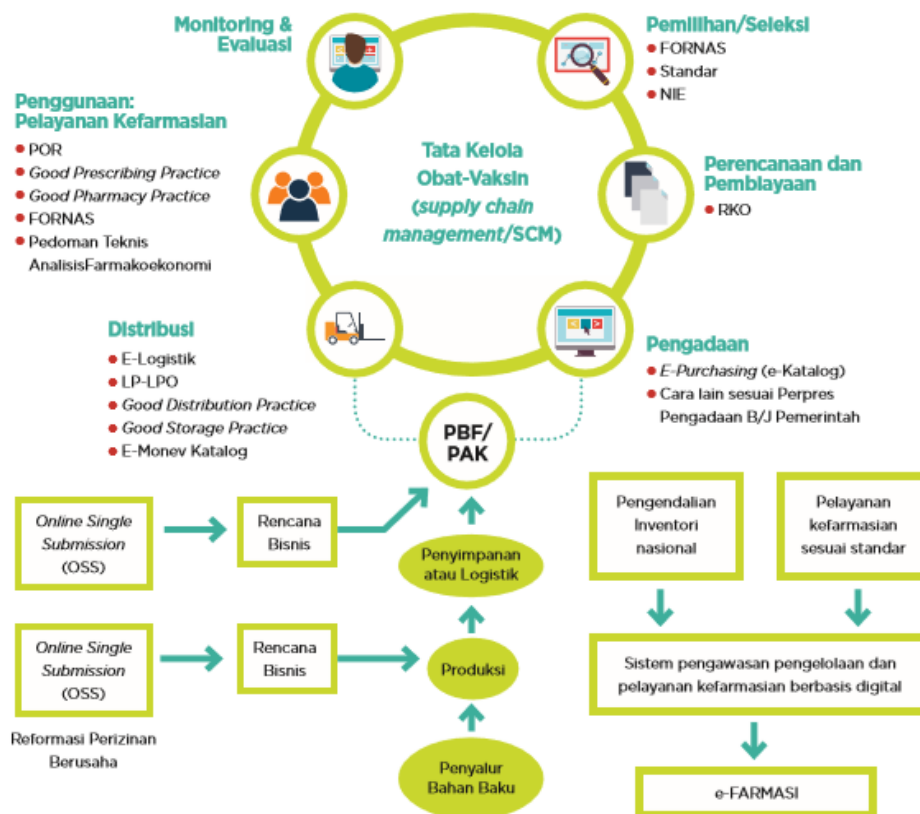 Monitoring &
Evaluasi
Pemilihan/Seleksi
FORNAS
Standar
NIE
Penggunaan:
Pelayanan Kefarmasian
POR
Good Prescribing Practice
Good Pharmacy Practice
FORNAS
Pedoman Teknis
AnalisisFarmakoekonomi
Tata Kelola
Obat-Vaksin
(supply chain
management/SCM)
Perencanaan dan
Pembiayaan
RKO
Distribusi
E-Logistik
LP-LPO
Good Distribution Practice
Good Storage Practice
E-Monev Katalog
Pengadaan
E-Purchasing (e-Katalog)
Cara lain sesuai Perpres
Pengadaan B/J Pemerintah
PBF/
PAK
Online Single
Submission
(OSS)
Rencana
Bisnis
Penyimpanan
atau Logistik
Pengendalian
Inventori
nasional
Pelayanan
kefarmasian
sesuai standar
Online Single
Submission
(OSS)
Rencana
Bisnis
Produksi
Sistem pengawasan pengelolaan dan
pelayanan kefarmasian berbasis digital
Reformasi Perizinan
Berusaha
Penyalur
Bahan Baku
e-FARMASI